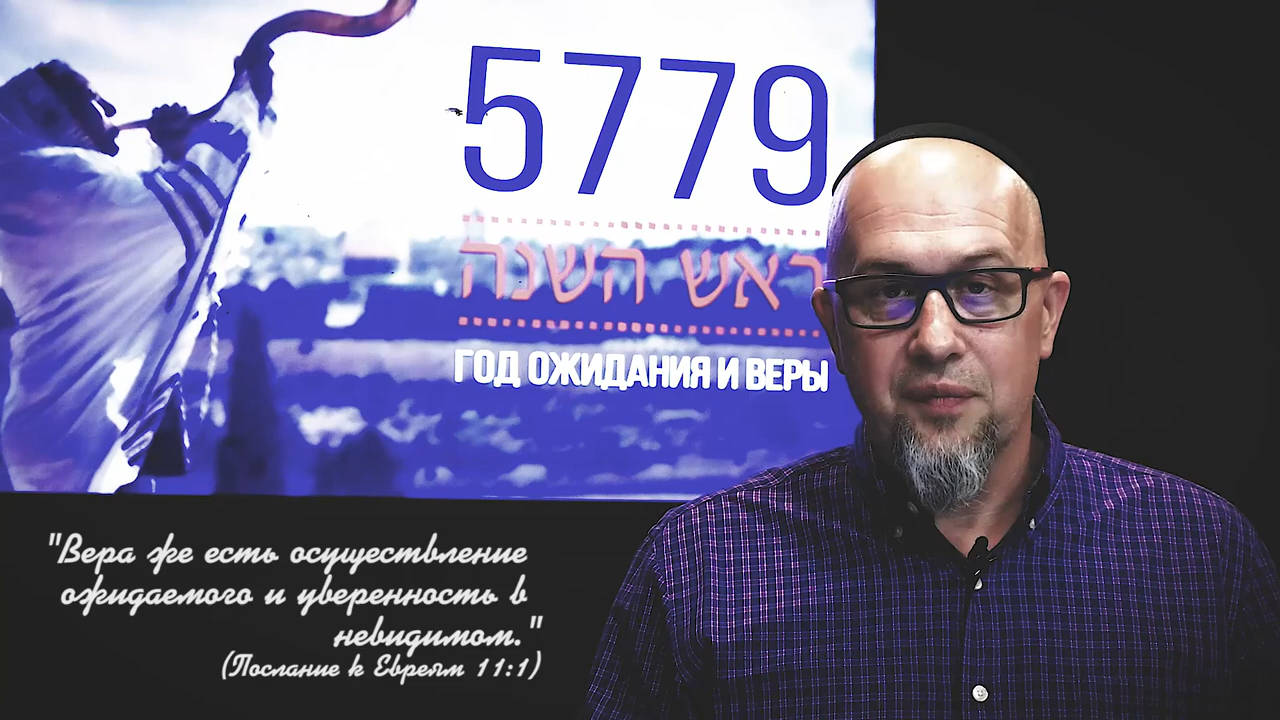 5779
ראש השנה
ГОД ОЖИДАНИЯ И ВЕРЫ
"Вера же есть осуществление
ожидаемого и уверенность в
невидимом."
(Послание к Евреям 11:1)